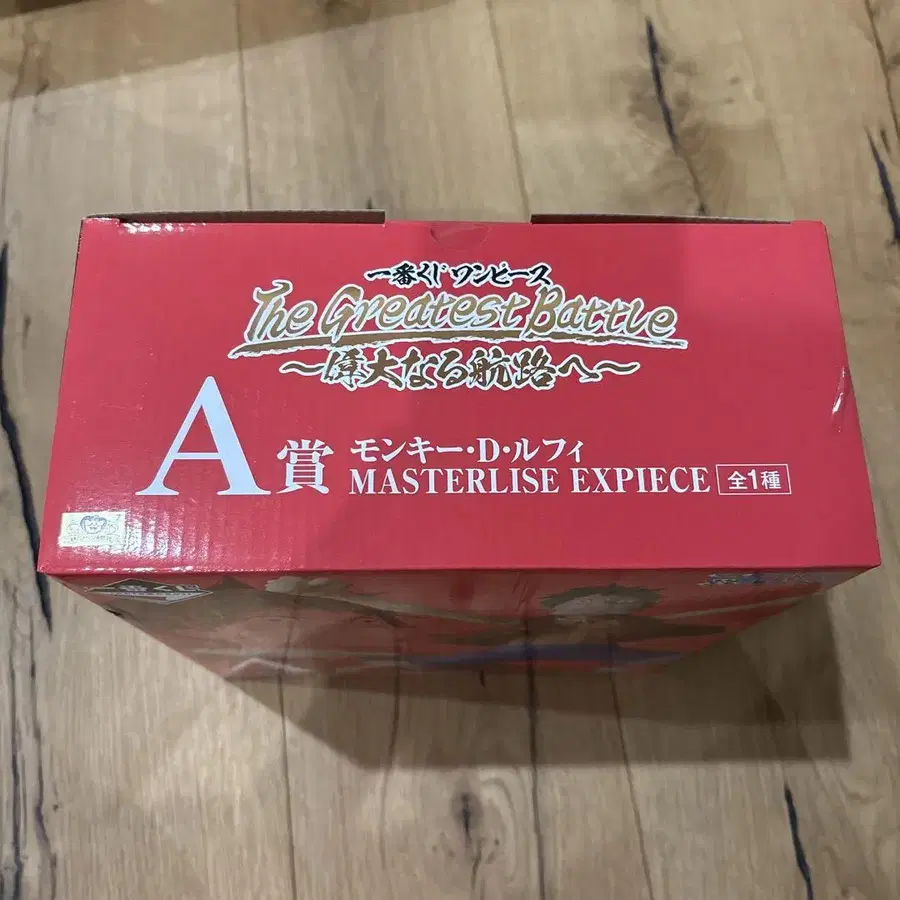 一番くじ ワンピース
The Greatest Battle
～偉大なる航路へ～
A賞 モンキー・D・ルフィ
MASTERLISE EXPIECE 全1種